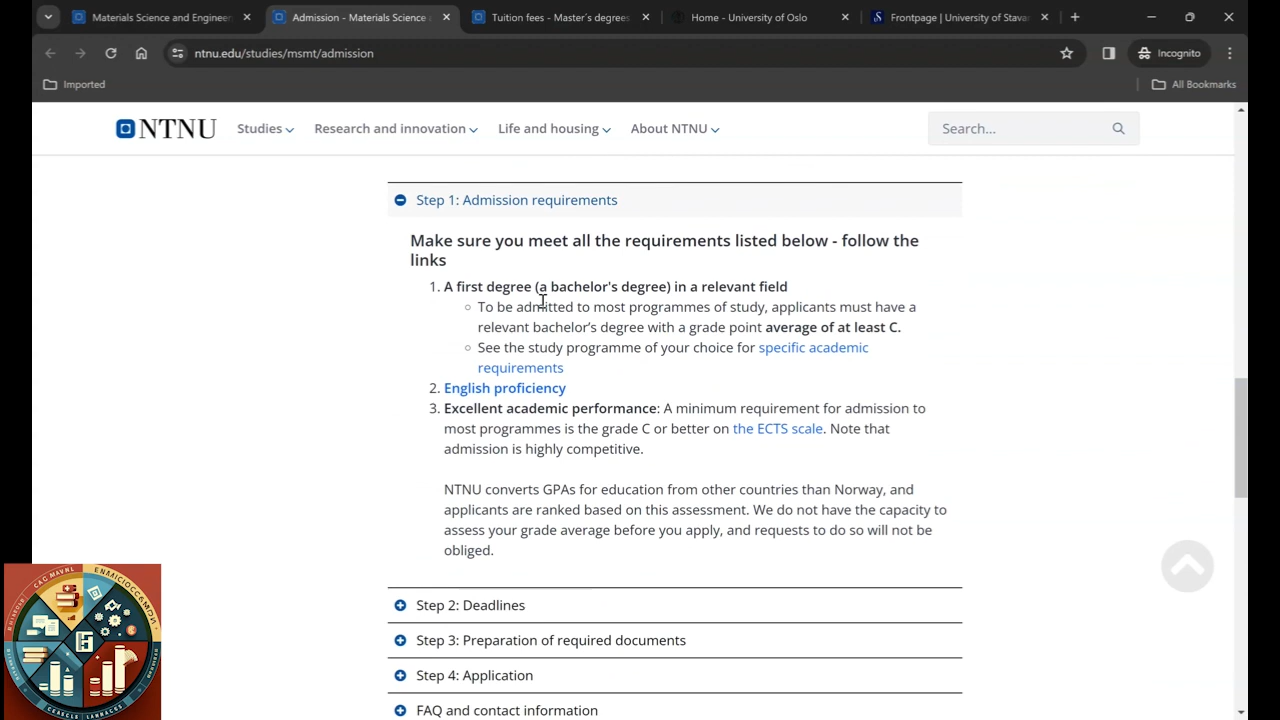 Materials Science and Engineer
Admission - Materials Science
Tuition fees - Master's degrees
Home - University of Oslo
Frontpage | University of Stava
ntnu.edu/studies/msmt/admission
Incognito
Imported
All Bookmarks
NTNU
Studies
Research and innovation
Life and housing
About NTNU
Search...
Step 1: Admission requirements
Make sure you meet all the requirements listed below - follow the
links
1. A first degree (a bachelor's degree) in a relevant field
To be admitted to most programmes of study, applicants must have a
relevant bachelor's degree with a grade point average of at least C.
See the study programme of your choice for specific academic
requirements
2. English proficiency
3. Excellent academic performance: A minimum requirement for admission to
most programmes is the grade C or better on the ECTS scale. Note that
admission is highly competitive.
NTNU converts GPAs for education from other countries than Norway, and
applicants are ranked based on this assessment. We do not have the capacity to
assess your grade average before you apply, and requests to do so will not be
obliged.
Step 2: Deadlines
Step 3: Preparation of required documents
Step 4: Application
FAQ and contact information